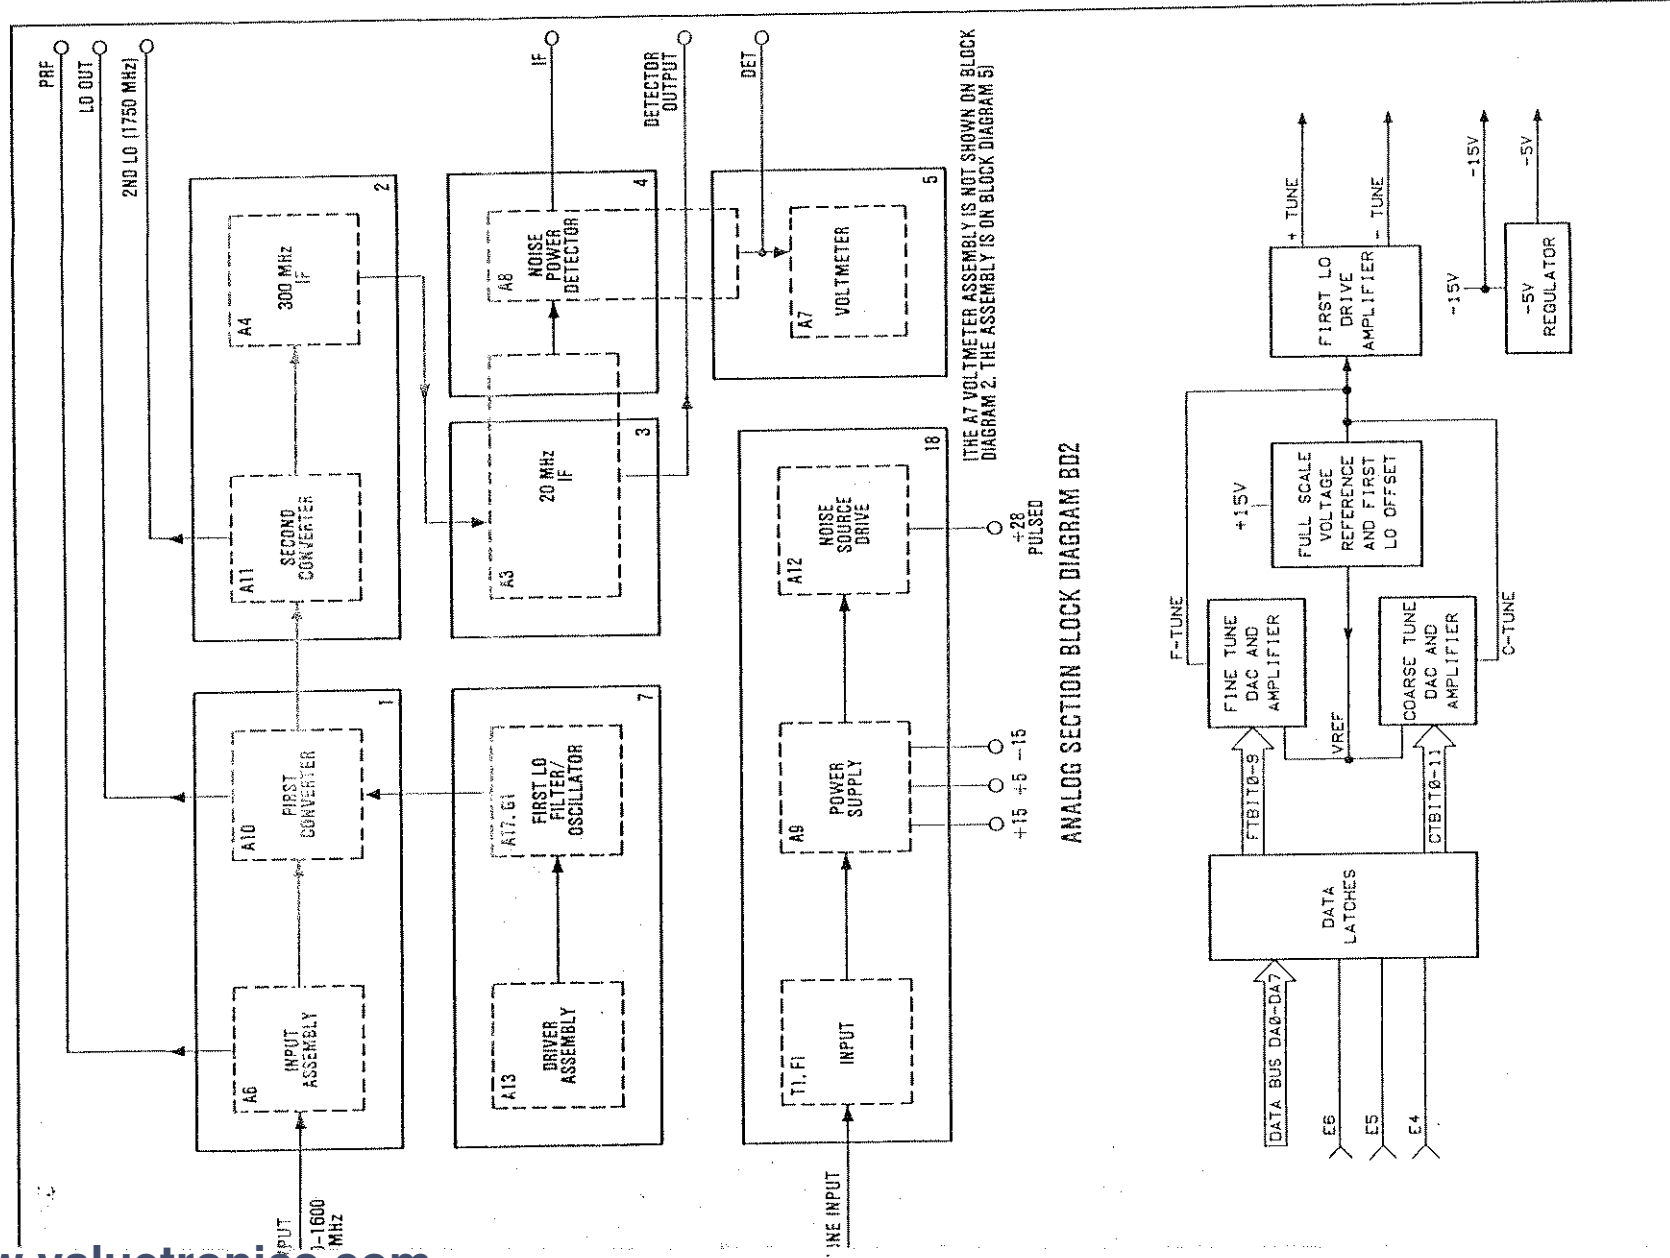 PRF
LO OUT
2ND LO (1750 MHz)
IF
DETECTOR
OUTPUT
DET
2
A4
300 MHz
IF
A11
SECOND
CONVERTER
4
A8
NOISE
POWER
DETECTOR
5
A7
VOLTMETER
3
A3
20 MHz
IF
(THE A7 VOLTMETER ASSEMBLY IS NOT SHOWN ON BLOCK
DIAGRAM 2. THE ASSEMBLY IS ON BLOCK DIAGRAM 5)
1
A10
FIRST
CONVERTER
A6
INPUT
ASSEMBLY
7
A17, G1
FIRST LO
FILTER/
OSCILLATOR
A13
DRIVER
ASSEMBLY
18
A12
NOISE
SOURCE
DRIVE
+28
PULSED
A9
POWER
SUPPLY
+15 +5 -15
T1, F1
INPUT
PUT
0-1600
MHz
INE INPUT
ANALOG SECTION BLOCK DIAGRAM BD2
+ TUNE
- TUNE
FIRST LO
DRIVE
AMPLIFIER
-15V
-15V
-5V
-5V
REGULATOR
+15V
FULL SCALE
VOLTAGE
REFERENCE
AND FIRST
LO OFFSET
F-TUNE
C-TUNE
FINE TUNE
DAC AND
AMPLIFIER
COARSE TUNE
DAC AND
AMPLIFIER
VREF
FTBIT0-9
CTBIT0-11
DATA
LATCHES
DATA BUS DA0-DA7
E6
E5
E4
w.valuetronics.com